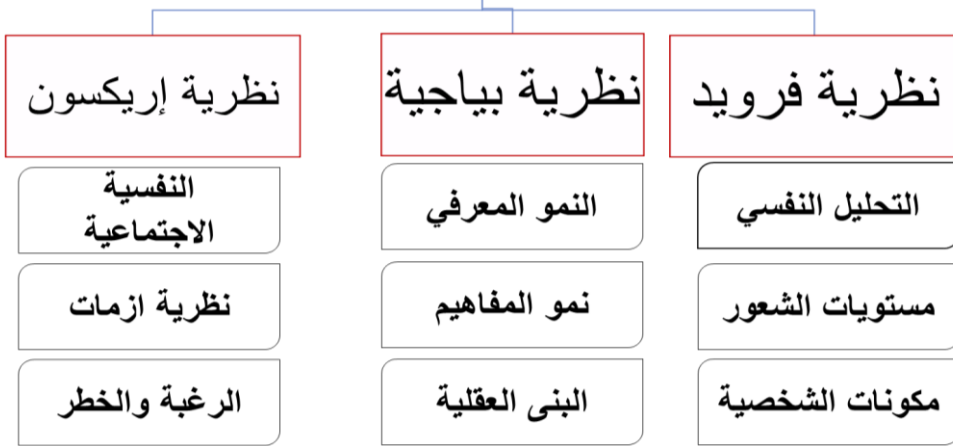 نظرية فرويد
التحليل النفسي
مستويات الشعور
مكونات الشخصية
نظرية بياجية
النمو المعرفي
نمو المفاهيم
البنى العقلية
نظرية إريكسون
النفسية
الاجتماعية
نظرية ازمات
الرغبة والخطر